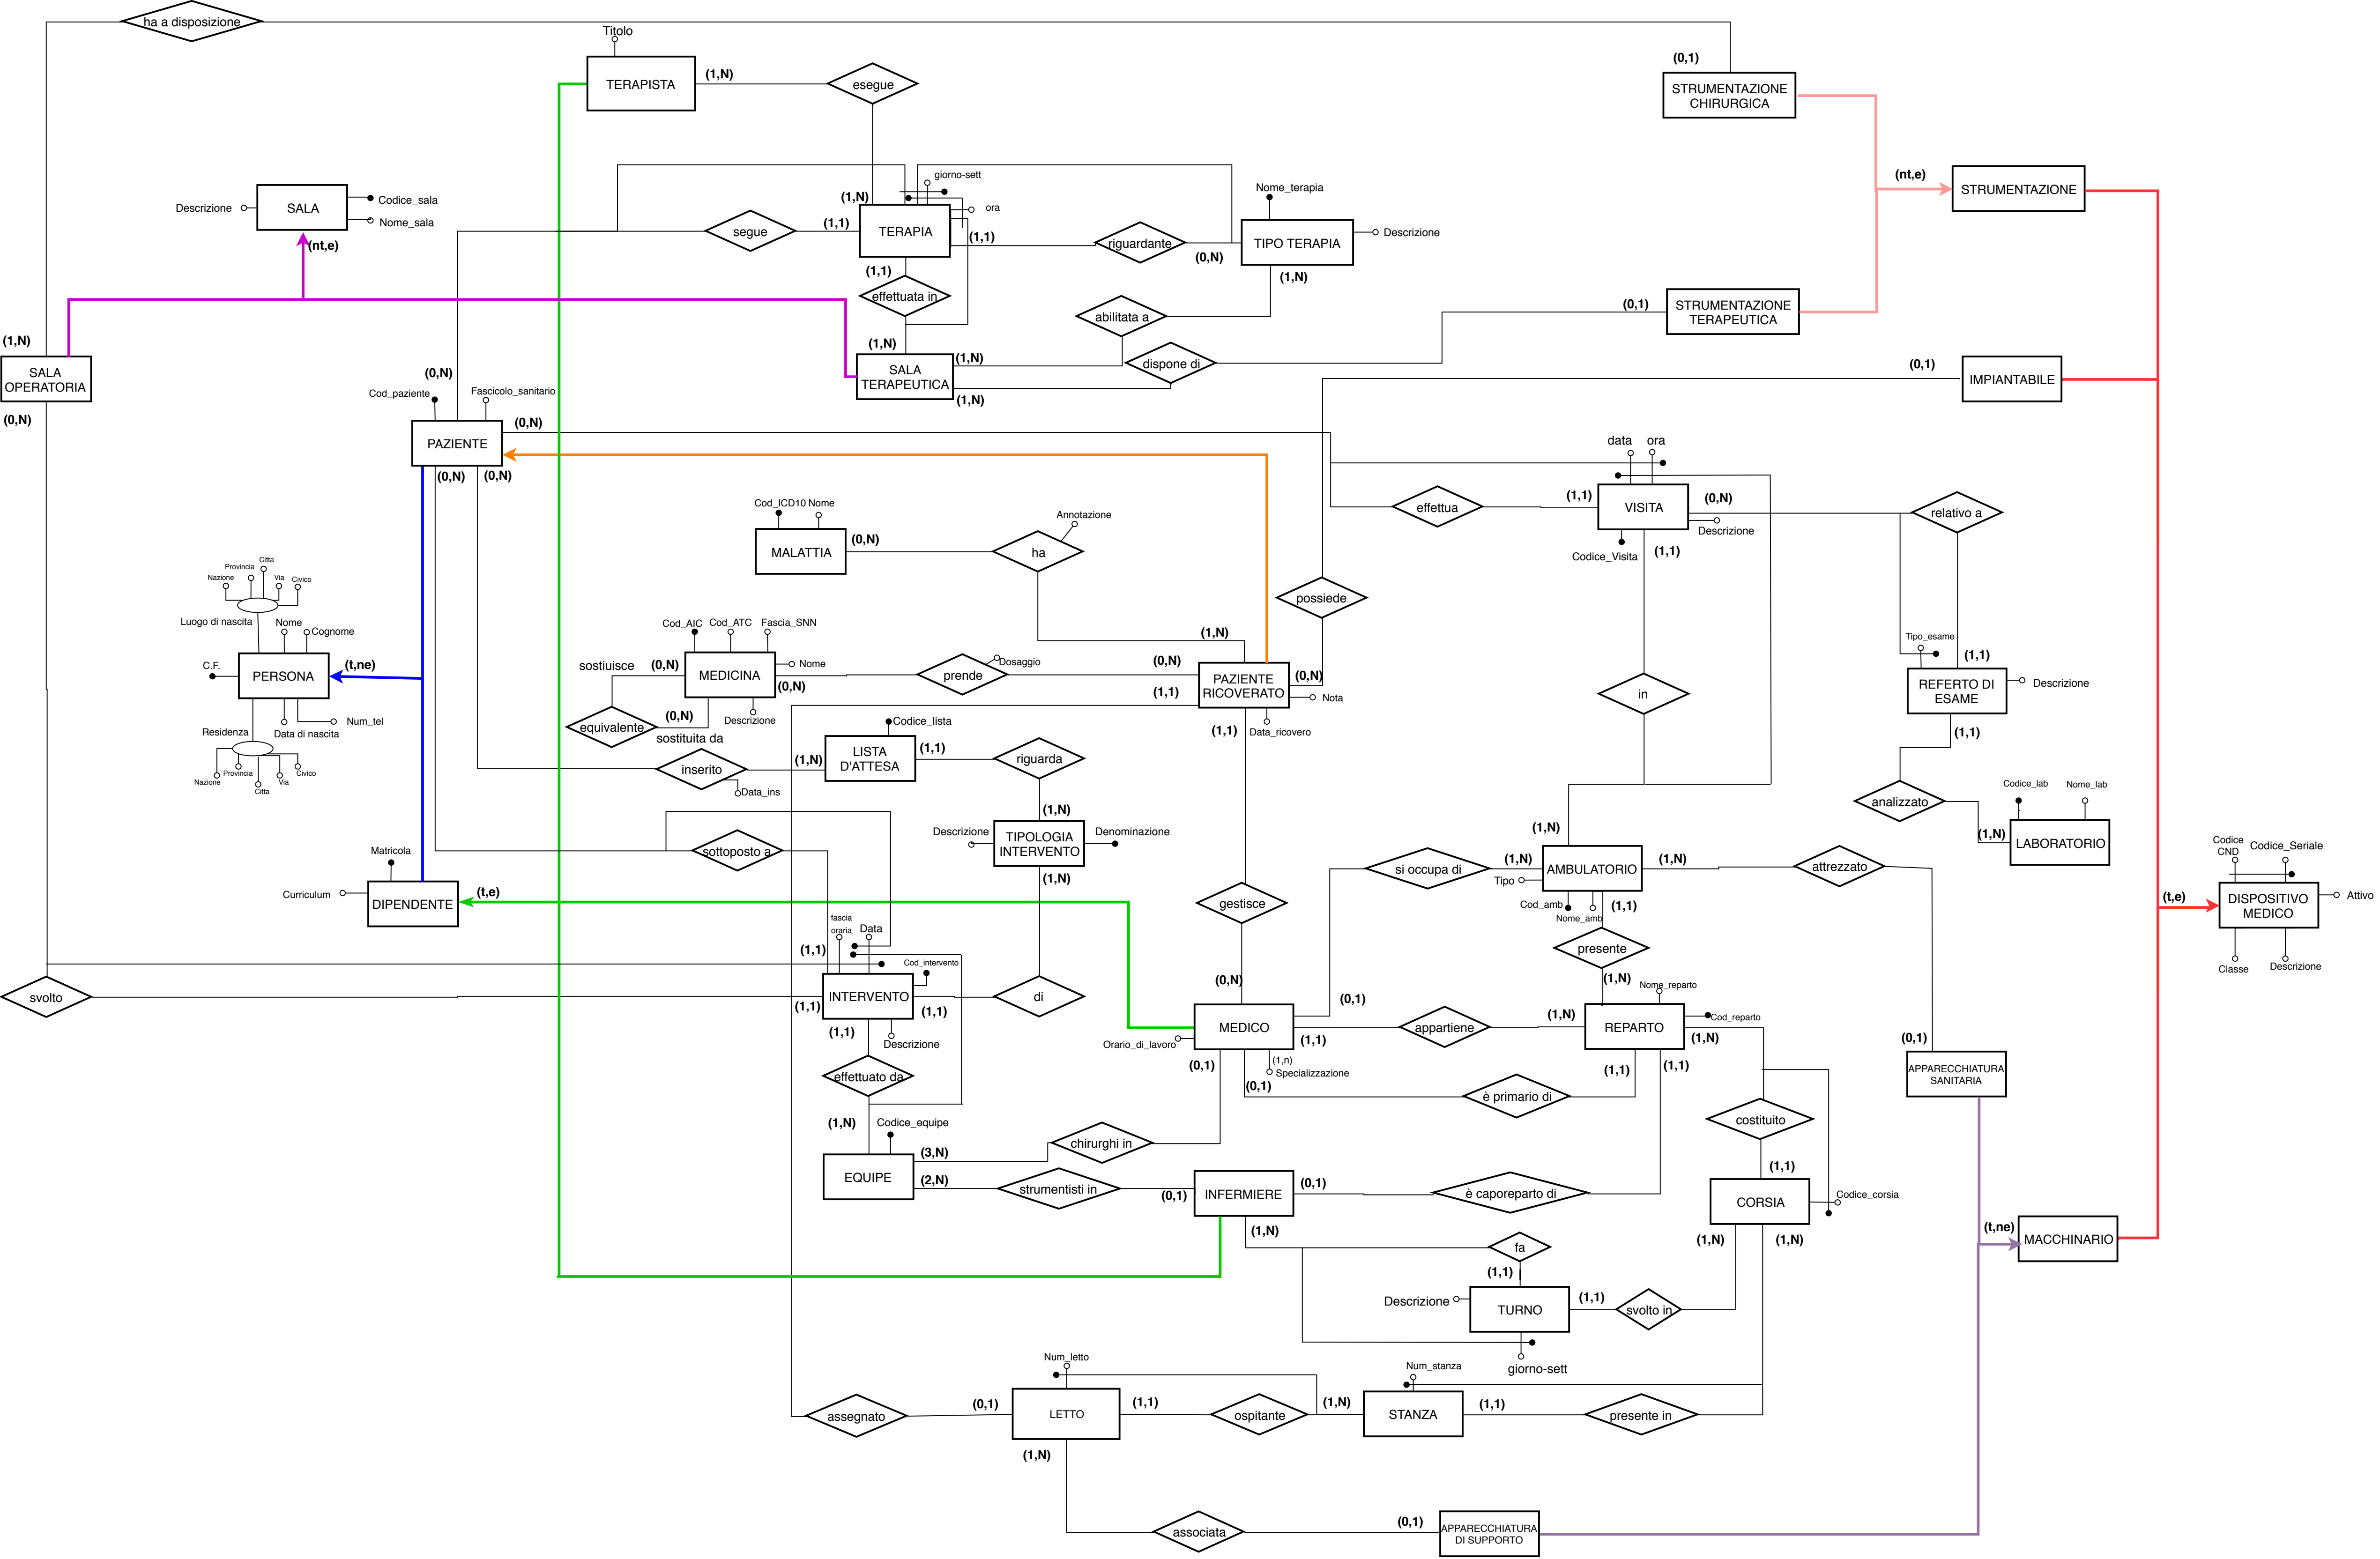 ha a disposizione
Titolo
TERAPISTA
(1,N)
esegue
(0,1)
STRUMENTAZIONE
CHIRURGICA
(nt,e)
STRUMENTAZIONE
SALA
Descrizione
Codice_sala
Nome_sala
(nt,e)
segue
(1,1)
(1,N)
giorno-sett
ora
TERAPIA
(1,1)
(1,1)
effettuata in
riguardante
(0,N)
Nome_terapia
TIPO TERAPIA
Descrizione
(1,N)
abilitata a
(1,N)
SALA
TERAPEUTICA
(1,N)
(1,N)
dispone di
(0,1)
STRUMENTAZIONE
TERAPEUTICA
(0,1)
IMPIANTABILE
(1,N)
SALA
OPERATORIA
(0,N)
(0,N)
Cod_paziente
Fascicolo_sanitario
PAZIENTE
(0,N)
(0,N)
(0,N)
data
ora
effettua
(1,1)
VISITA
(0,N)
Descrizione
Codice_Visita
(1,1)
relativo a
Cod_ICD10
Nome
MALATTIA
(0,N)
Annotazione
ha
possiede
(1,N)
Nazione
Provincia
Citta
Via
Civico
Luogo di nascita
Nome
Cognome
C.F.
PERSONA
(t,ne)
Residenza
Data di nascita
Num_tel
Nazione
Provincia
Citta
Via
Civico
sostiuisce
(0,N)
Cod_AIC
Cod_ATC
Fascia_SNN
MEDICINA
Nome
(0,N)
Descrizione
equivalente
(0,N)
sostituita da
prende
Dosaggio
(0,N)
PAZIENTE
RICOVERATO
(0,N)
Nota
(1,1)
(1,1)
Data_ricovero
in
Tipo_esame
(1,1)
REFERTO DI
ESAME
Descrizione
(1,1)
inserito
Data_ins
(1,N)
Codice_lista
LISTA
D'ATTESA
(1,1)
riguarda
(1,N)
analizzato
(1,N)
Codice_lab
Nome_lab
LABORATORIO
Descrizione
TIPOLOGIA
INTERVENTO
Denominazione
(1,N)
sottoposto a
Matricola
Curriculum
DIPENDENTE
(t,e)
si occupa di
(1,N)
(1,N)
AMBULATORIO
Tipo
Cod_amb
Nome_amb
(1,1)
(1,N)
attrezzato
gestisce
presente
(1,N)
Codice
CND
Codice_Seriale
DISPOSITIVO
MEDICO
Attivo
(t,e)
Classe
Descrizione
fascia
oraria
Data
(1,1)
Cod_intervento
INTERVENTO
(1,1)
(1,1)
(1,1)
Descrizione
svolto
di
(0,N)
(0,1)
MEDICO
Orario_di_lavoro
(0,1)
(1,1)
(1,n)
Specializzazione
(0,1)
appartiene
(1,N)
Nome_reparto
REPARTO
Cod_reparto
(1,N)
(1,1)
(1,1)
è primario di
(0,1)
APPARECCHIATURA
SANITARIA
effettuato da
(1,N)
Codice_equipe
EQUIPE
(3,N)
(2,N)
chirurghi in
strumentisti in
(0,1)
INFERMIERE
(0,1)
(1,N)
è caporeparto di
costituito
(1,1)
CORSIA
Codice_corsia
(1,N)
(1,N)
(t,ne)
MACCHINARIO
fa
(1,1)
Descrizione
TURNO
(1,1)
svolto in
giorno-sett
assegnato
(0,1)
Num_letto
LETTO
(1,1)
(1,N)
ospitante
(1,N)
Num_stanza
STANZA
(1,1)
presente in
associata
(0,1)
APPARECCHIATURA
DI SUPPORTO